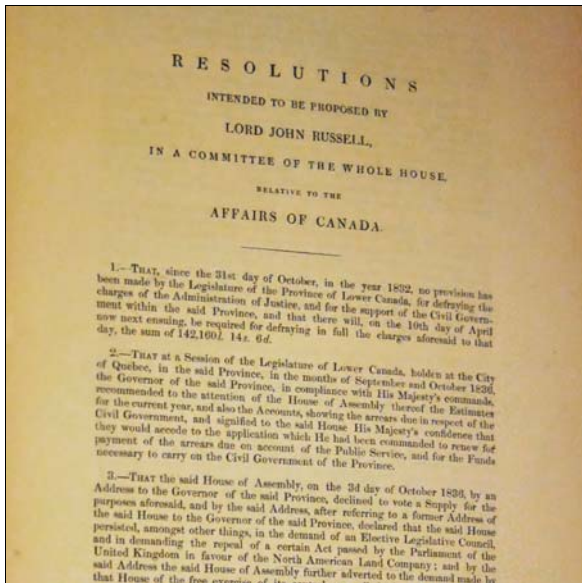 RESOLUTIONS
INTENDED TO BE PROPOSED BY
LORD JOHN RUSSELL,
IN A COMMITTEE OF THE WHOLE HOUSE,
RELATIVE TO THE
AFFAIRS OF CANADA.
1.—THAT, since the 31st day of October, in the year 1832, no provision has
been made by the Legislature of the Province of Lower Canada, for defraying the
charges of the Administration of Justice, and for the support of the Civil Govern-
ment within the said Province, and that there will, on the 10th day of April
now next ensuing, be required for defraying in full the charges aforesaid to that
day, the sum of 142,160l. 14s. 6d.
2.—THAT at a Session of the Legislature of Lower Canada, holden at the City
of Quebec, in the said Province, in the months of September and October 1836,
the Governor of the said Province, in compliance with His Majesty's commands,
recommended to the attention of the House of Assembly thereof the Estimates
for the current year, and also the Accounts, showing the arrears due in respect of the
Civil Government, and signified to the said House His Majesty's confidence that
they would accede to the application which He had been commanded to renew for
payment of the arrears due on account of the Public Service, and for the Funds
necessary to carry on the Civil Government of the Province.
3.—THAT the said House of Assembly, on the 3d day of October 1836, by an
Address to the Governor of the said Province, declined to vote a Supply for the
purposes aforesaid, and by the said Address, after referring to a former Address of
the said House to the Governor of the said Province, declared that the said House
persisted, amongst other things, in the demand of an Elective Legislative Council,
and in demanding the repeal of a certain Act passed by the Parliament of the
United Kingdom in favour of the North American Land Company; and by the
said Address the said House of Assembly further adverted to the demand made by
that House of the free exercise of